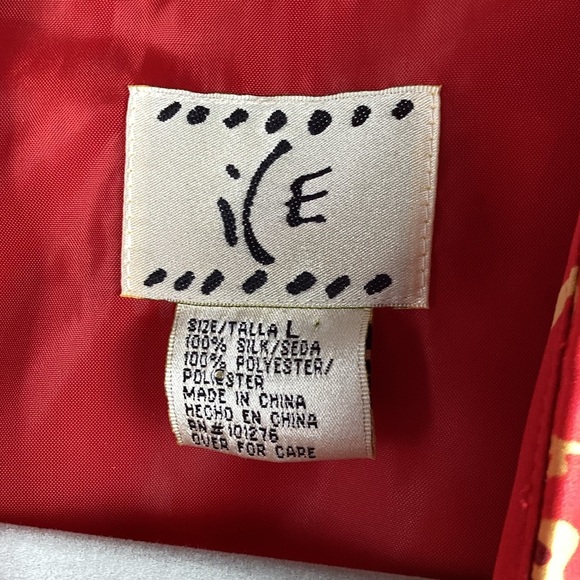 iCE
SIZE/TALLA L
100% SILK/SEDA
100% POLYESTER/
POLIESTER
MADE IN CHINA
HECHO EN CHINA
RN#101276
OVER FOR CARE